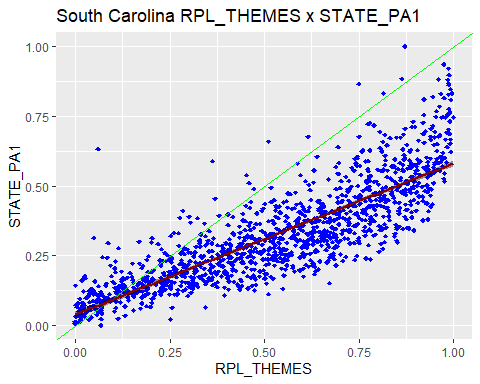 South Carolina RPL_THEMES x STATE_PA1
1.00
0.75
0.50
0.25
0.00
STATE_PA1
0.00 0.25 0.50 0.75 1.00
RPL_THEMES